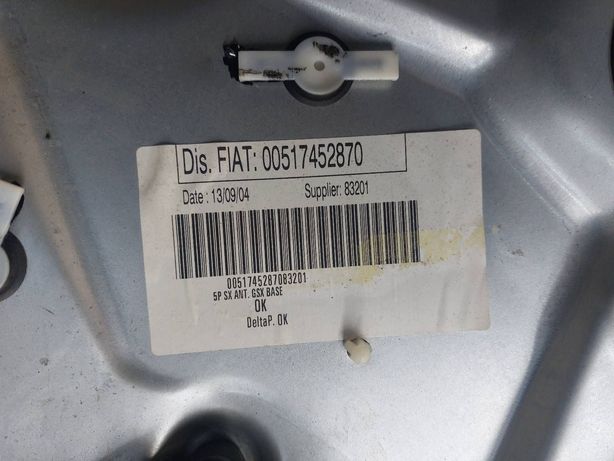 Dis. FIAT: 00517452870
Date : 13/09/04 Supplier: 83201
0051745287083201
5P SX ANT. GSX BASE
OK
DeltaP. OK